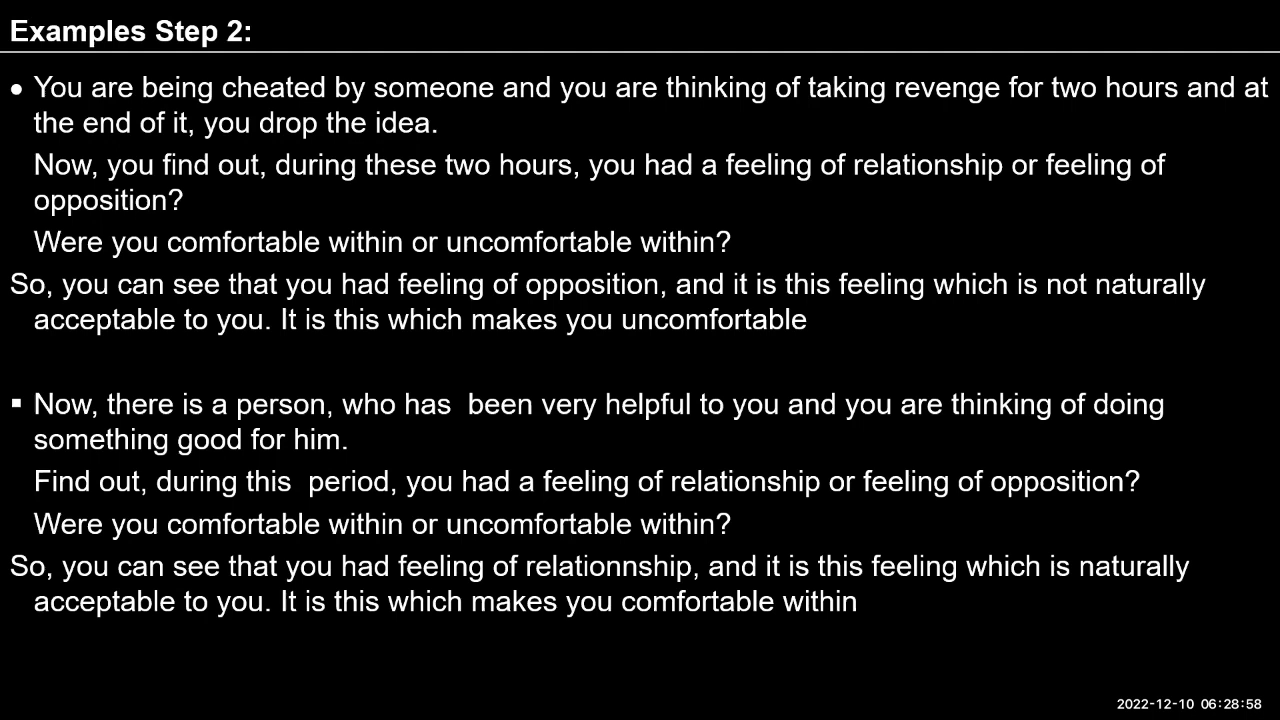 Examples Step 2:
● You are being cheated by someone and you are thinking of taking revenge for two hours and at
the end of it, you drop the idea.
Now, you find out, during these two hours, you had a feeling of relationship or feeling of
opposition?
Were you comfortable within or uncomfortable within?
So, you can see that you had feeling of opposition, and it is this feeling which is not naturally
acceptable to you. It is this which makes you uncomfortable
▪ Now, there is a person, who has  been very helpful to you and you are thinking of doing
something good for him.
Find out, during this  period, you had a feeling of relationship or feeling of opposition?
Were you comfortable within or uncomfortable within?
So, you can see that you had feeling of relationnship, and it is this feeling which is naturally
acceptable to you. It is this which makes you comfortable within
2022-12-10 06:28:58